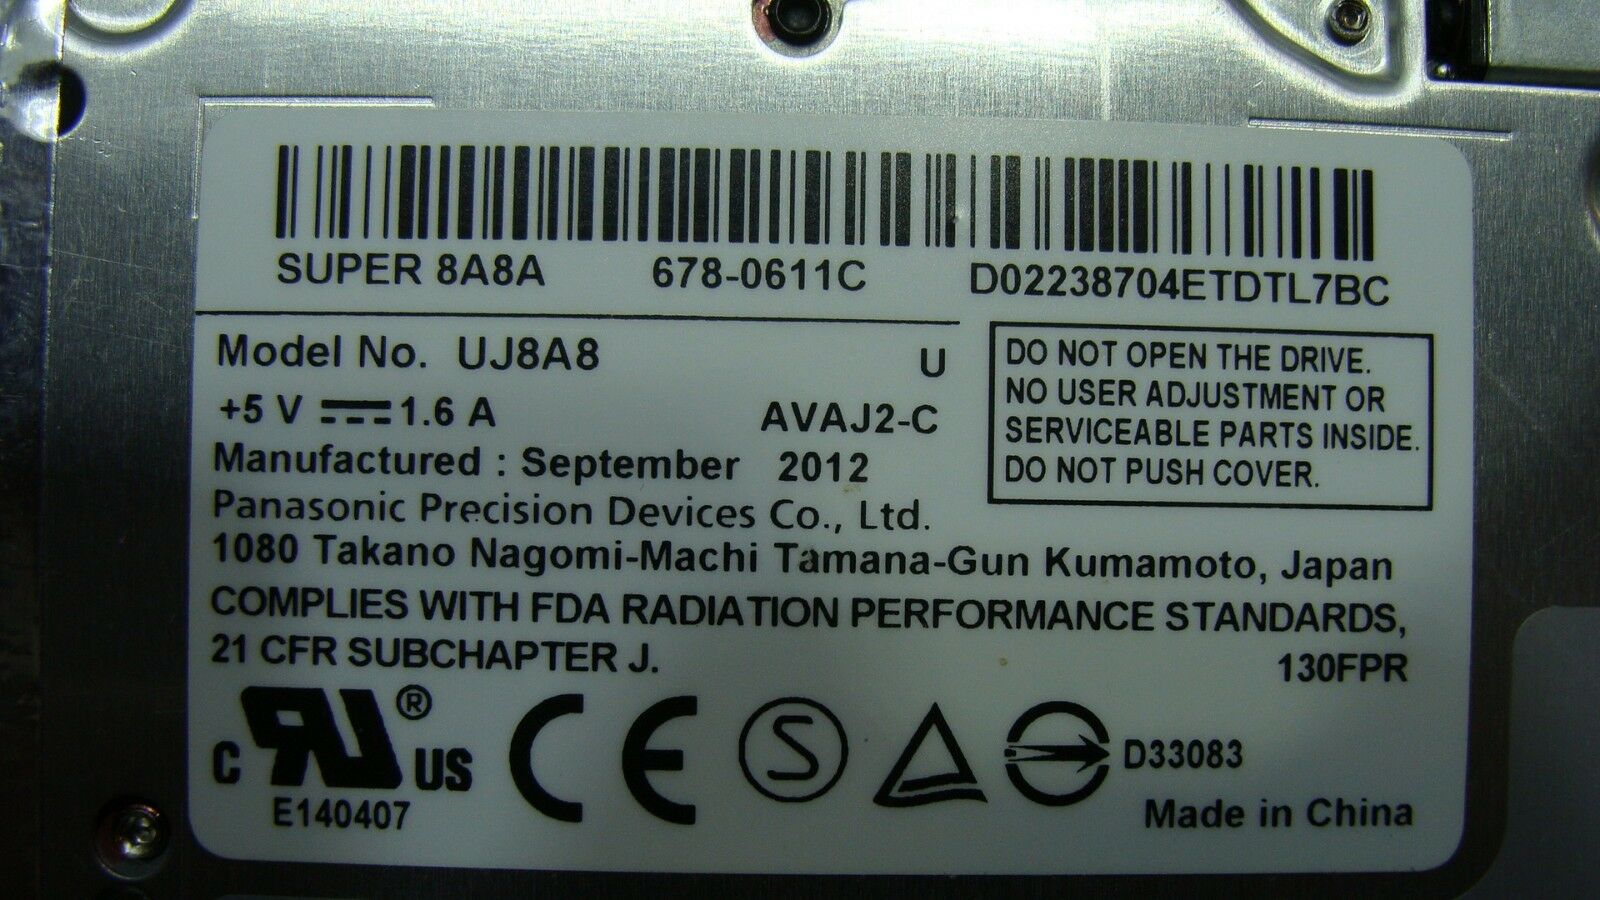 SUPER 8A8A 678-0611C D02238704ETDTL7BC
Model No. UJ8A8 U
+5 V ⎓ 1.6 A AVAJ2-C
Manufactured : September 2012
DO NOT OPEN THE DRIVE.
NO USER ADJUSTMENT OR
SERVICEABLE PARTS INSIDE.
DO NOT PUSH COVER.
Panasonic Precision Devices Co., Ltd.
1080 Takano Nagomi-Machi Tamana-Gun Kumamoto, Japan
COMPLIES WITH FDA RADIATION PERFORMANCE STANDARDS,
21 CFR SUBCHAPTER J. 130FPR
C RU ® US CE S D33083
E140407 Made in China